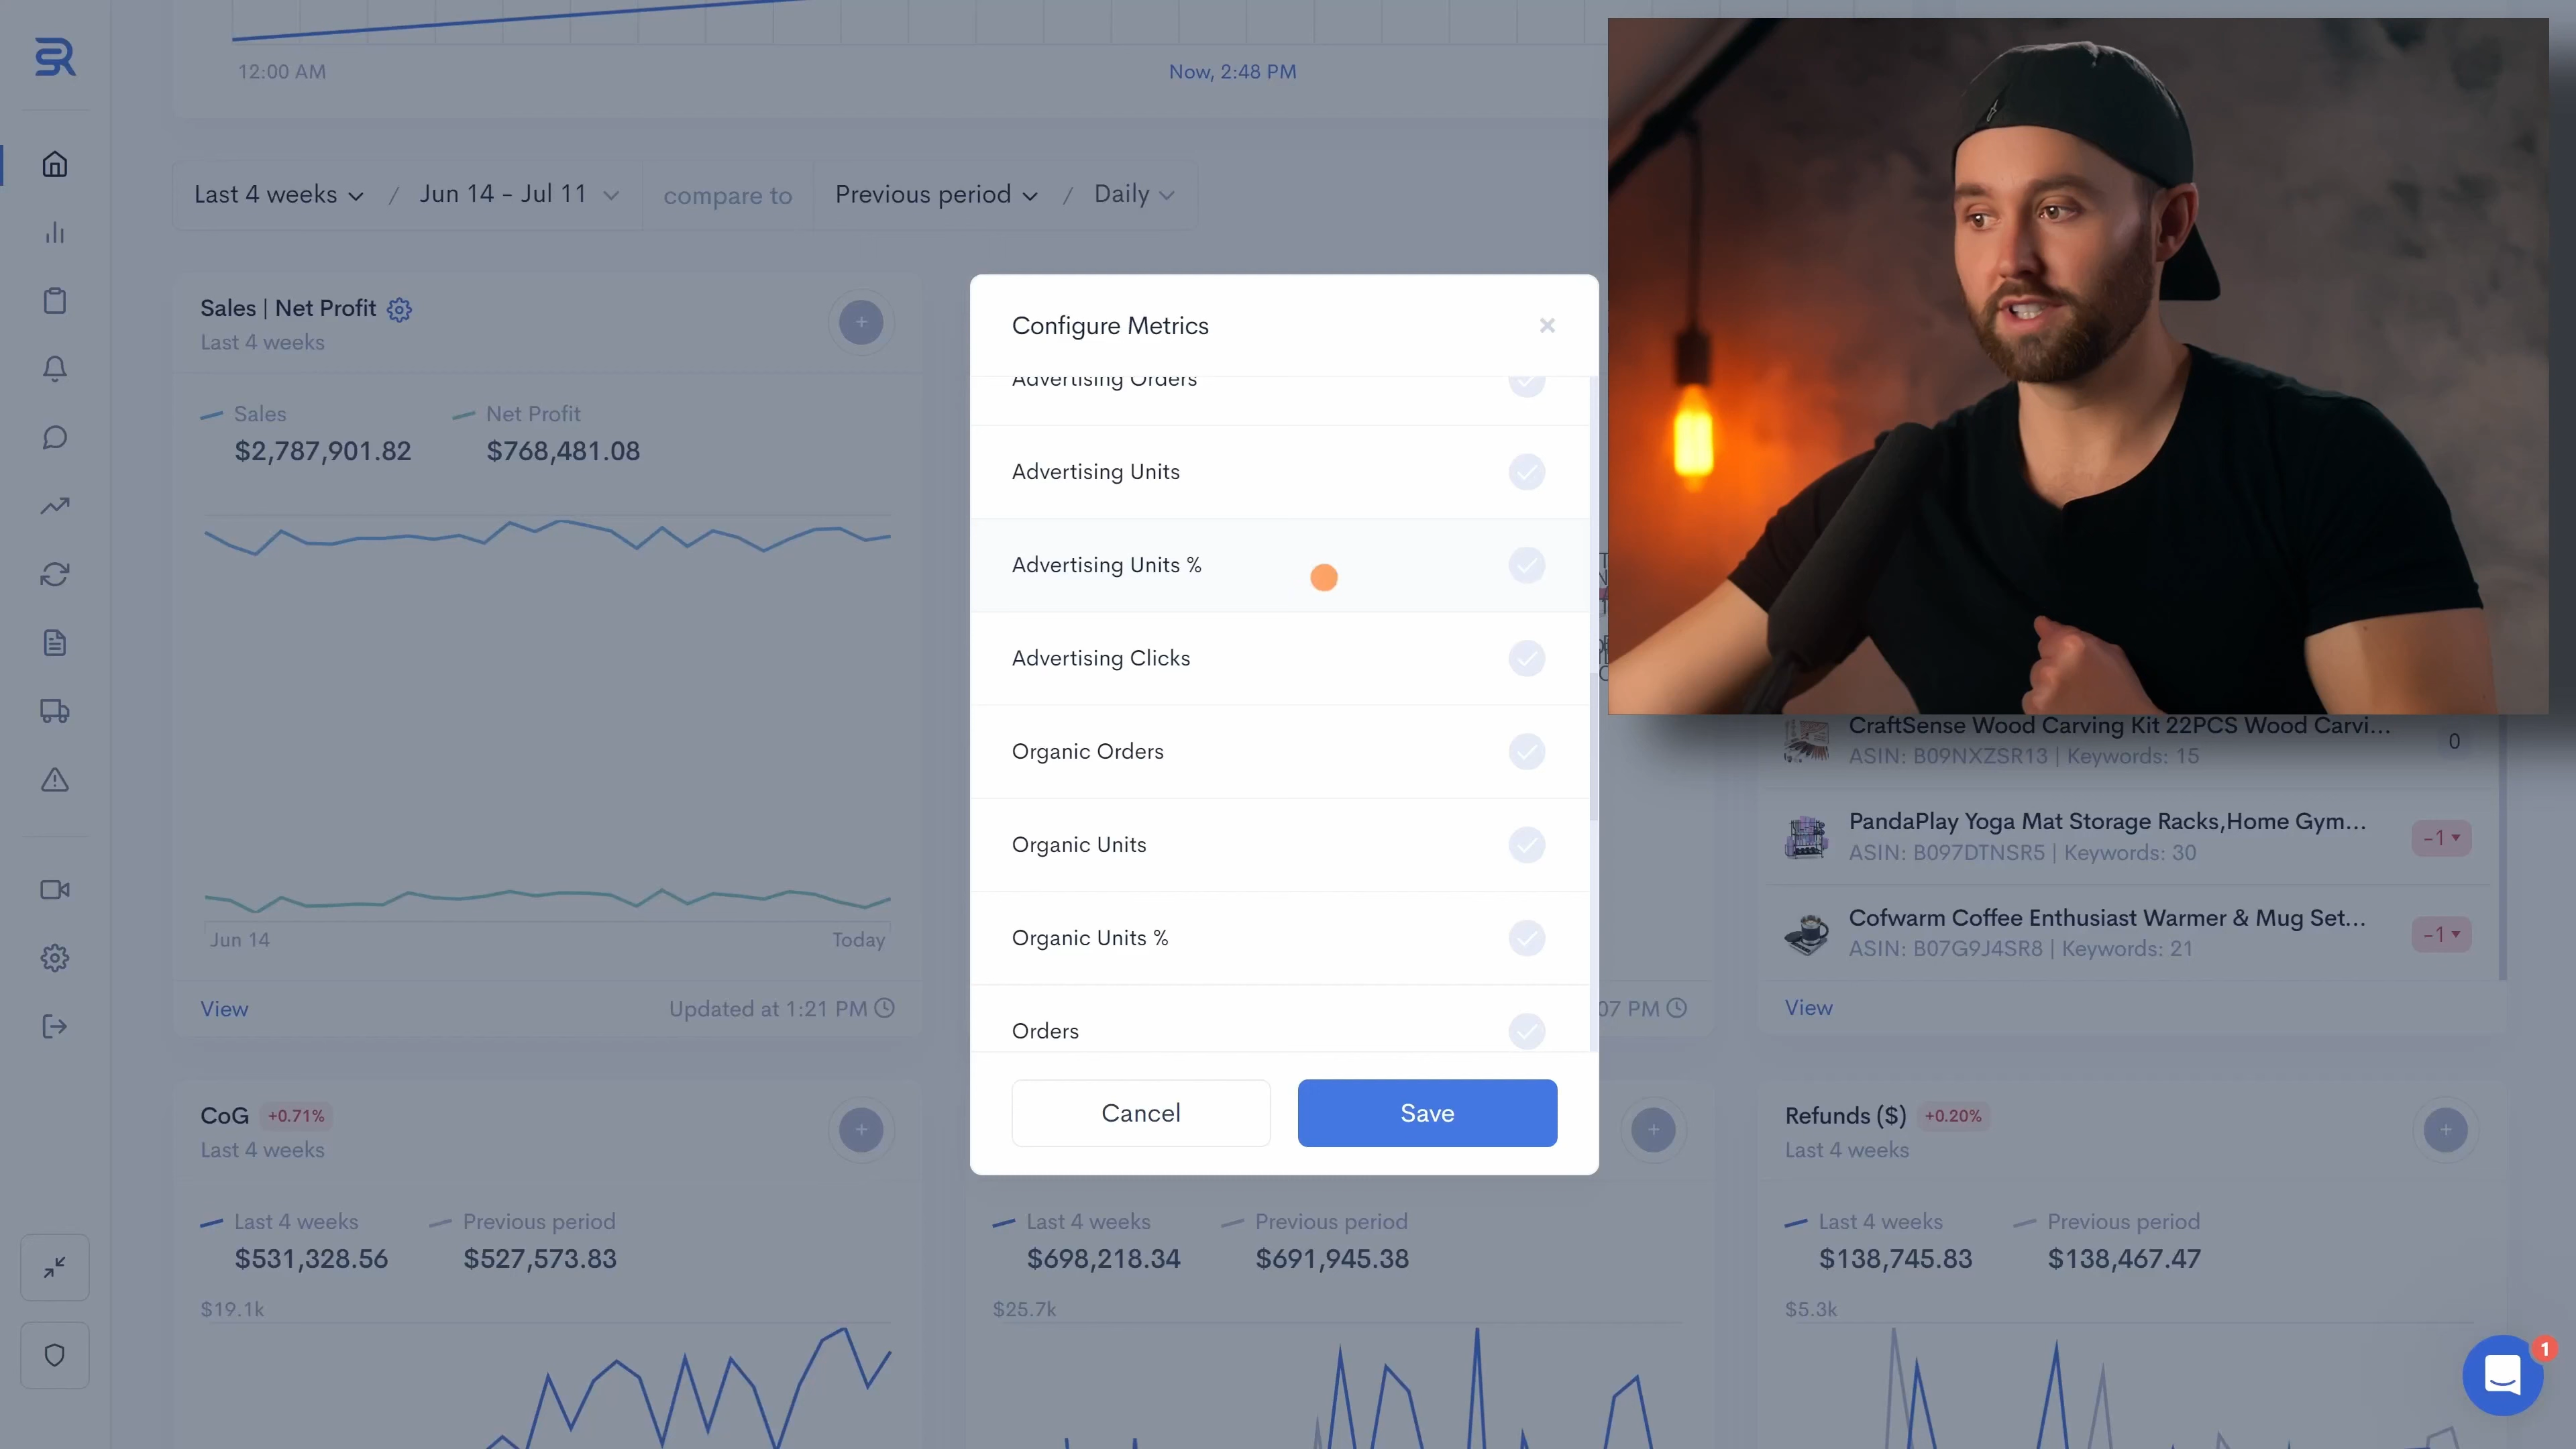 12:00 AM
Now, 2:48 PM
Last 4 weeks / Jun 14 - Jul 11 compare to Previous period / Daily
Sales | Net Profit
Last 4 weeks
Sales Net Profit
$2,787,901.82 $768,481.08
Jun 14 Today
View Updated at 1:21 PM
Configure Metrics
Advertising Orders
Advertising Units
Advertising Units %
Advertising Clicks
Organic Orders
Organic Units
Organic Units %
Orders
Cancel Save
07 PM
CraftSense Wood Carving Kit 22PCS Wood Carvi... 0
ASIN: B09NXZSR13 | Keywords: 15
PandaPlay Yoga Mat Storage Racks,Home Gym... -1
ASIN: B097DTNSR5 | Keywords: 30
Cofwarm Coffee Enthusiast Warmer & Mug Set... -1
ASIN: B07G9J4SR8 | Keywords: 21
View
CoG +0.71%
Last 4 weeks
Last 4 weeks Previous period
$531,328.56 $527,573.83
$19.1k
Last 4 weeks Previous period
$698,218.34 $691,945.38
$25.7k
Refunds ($) +0.20%
Last 4 weeks
Last 4 weeks Previous period
$138,745.83 $138,467.47
$5.3k
1